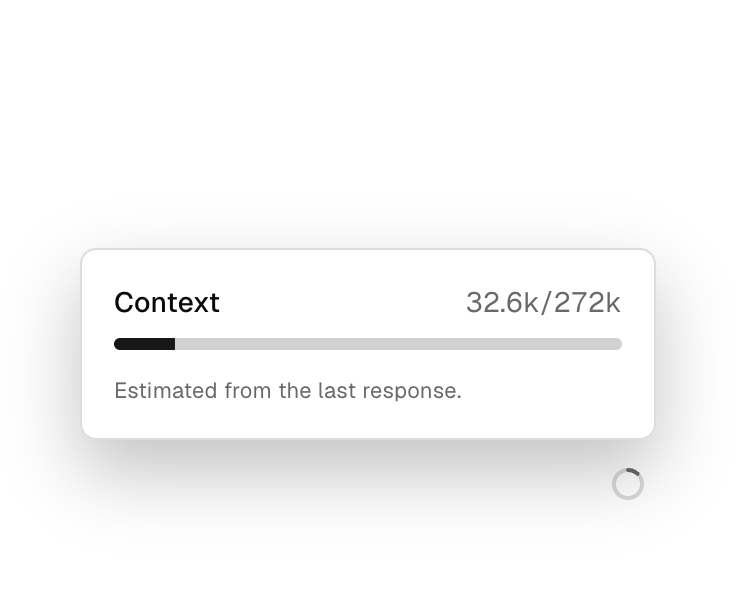 Context 32.6k/272k
Estimated from the last response.